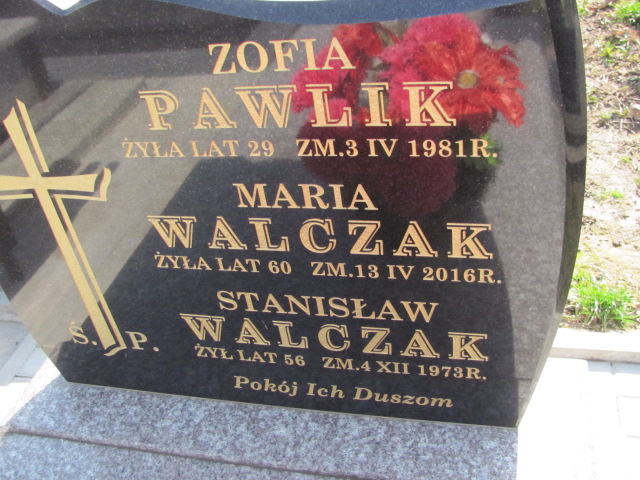 ZOFIA
PAWLIK
ŻYŁA LAT 29 ZM.3 IV 1981R.
MARIA
WALCZAK
ŻYŁA LAT 60 ZM.13 IV 2016R.
STANISŁAW
WALCZAK
ŻYŁ LAT 56 ZM.4 XII 1973R.
Ś.P.
Pokój Ich Duszom